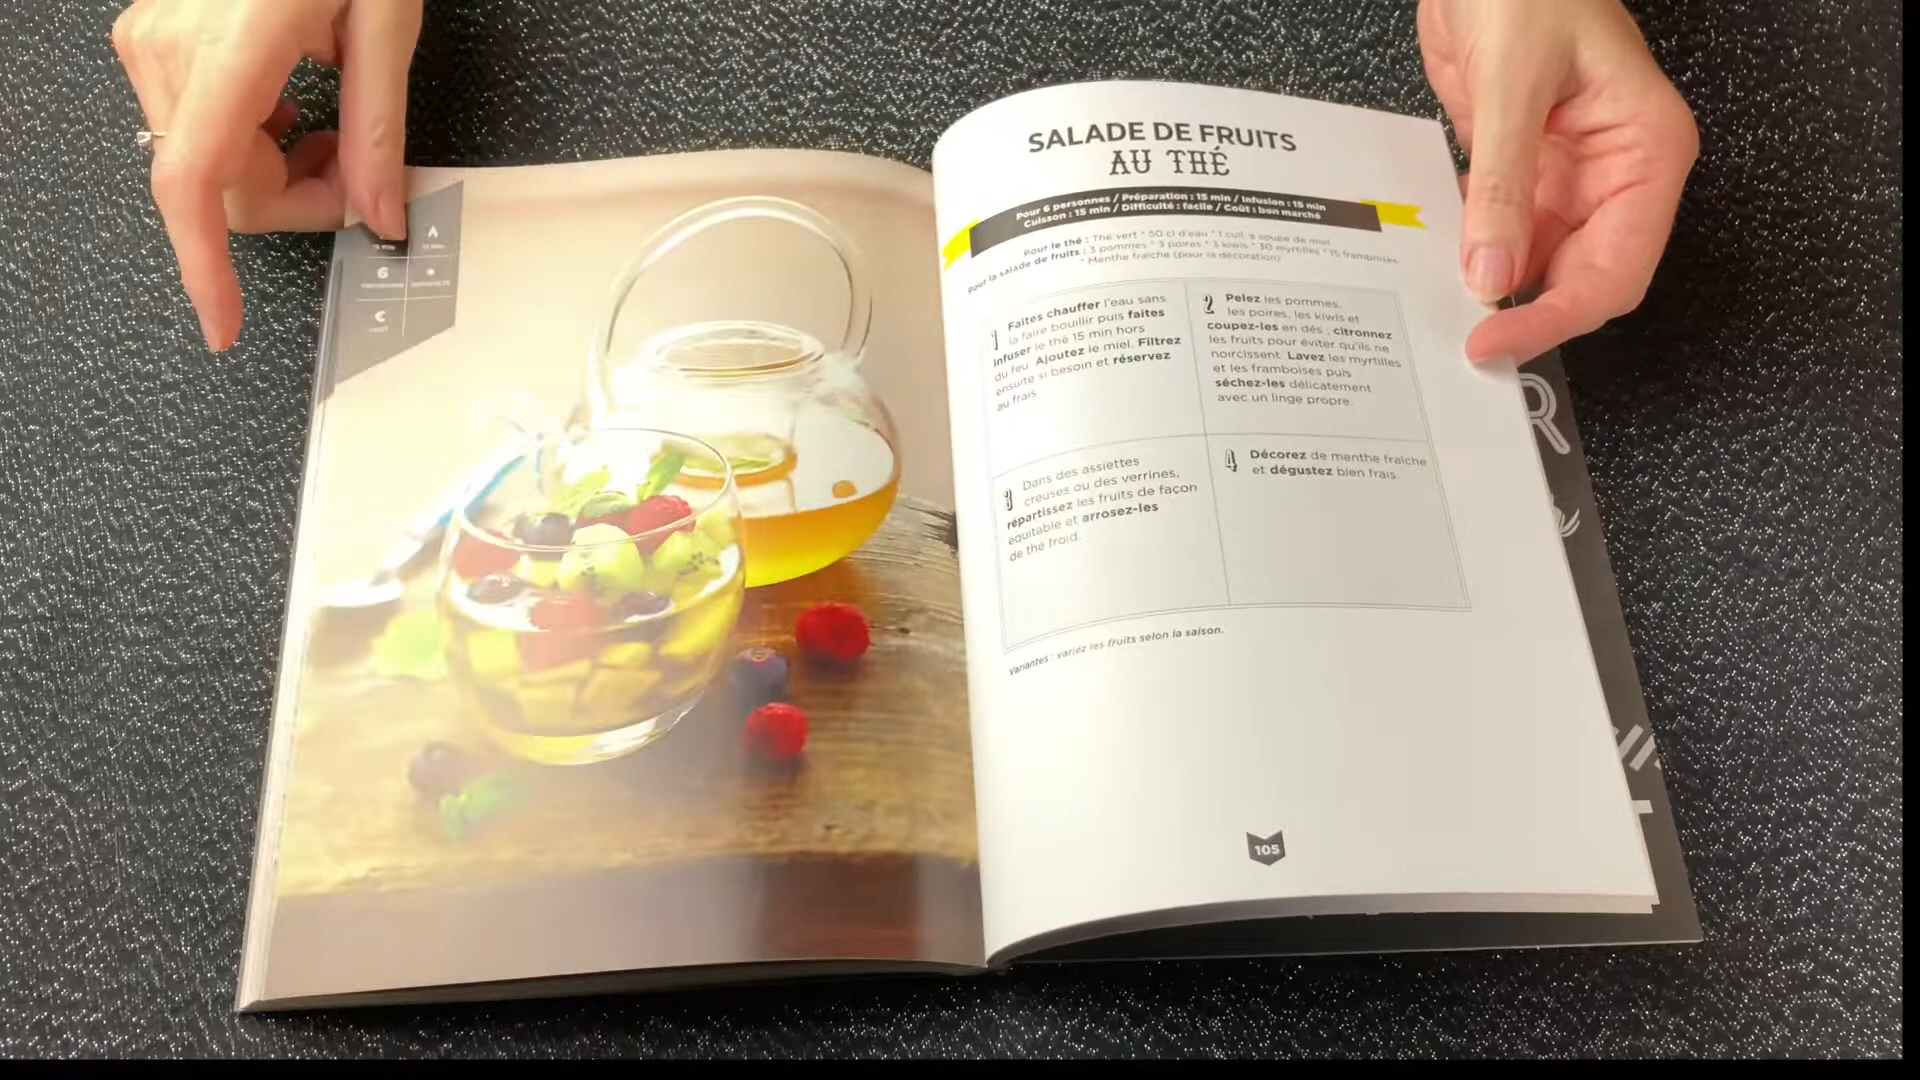 15 MIN
15 MIN
6
PERSONNES
DIFFICULTÉ
€
COÛT
SALADE DE FRUITS
AU THÉ
Pour 6 personnes / Préparation : 15 min / Infusion : 15 min
Cuisson : 15 min / Difficulté : facile / Coût : bon marché
Pour le thé : Thé vert * 50 cl d'eau * 1 cuil. à soupe de miel
Pour la salade de fruits : 3 pommes * 3 poires * 3 kiwis * 30 myrtilles * 15 framboises
* Menthe fraîche (pour la décoration)
1 Faites chauffer l'eau sans
la faire bouillir puis faites
infuser le thé 15 min hors
du feu. Ajoutez le miel. Filtrez
ensuite si besoin et réservez
au frais.
2 Pelez les pommes,
les poires, les kiwis et
coupez-les en dés ; citronnez
les fruits pour éviter qu'ils ne
noircissent. Lavez les myrtilles
et les framboises puis
séchez-les délicatement
avec un linge propre.
3 Dans des assiettes
creuses ou des verrines,
répartissez les fruits de façon
équitable et arrosez-les
de thé froid.
4 Décorez de menthe fraîche
et dégustez bien frais.
Variantes : variez les fruits selon la saison.
105
R